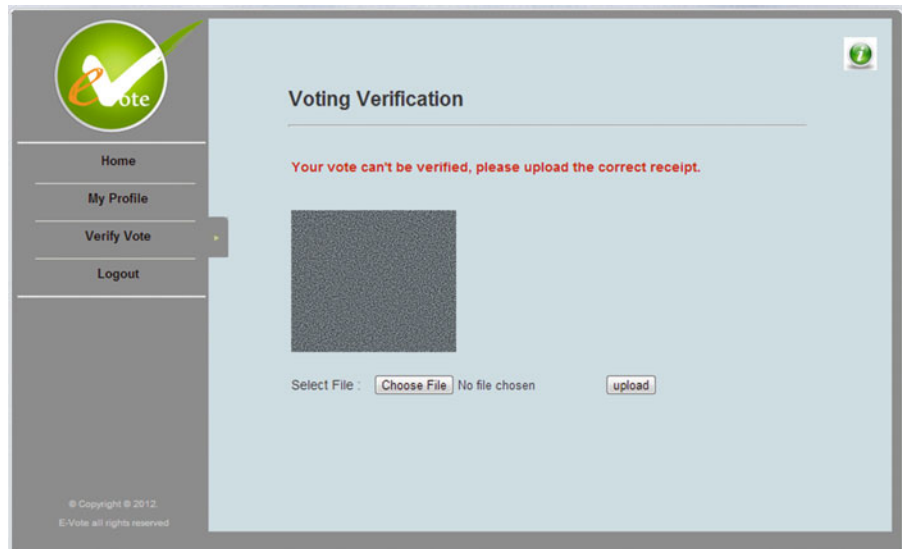 eVote
Home
My Profile
Verify Vote
Logout
© Copyright © 2012.
E-Vote all rights reserved
Voting Verification
Your vote can't be verified, please upload the correct receipt.
Select File : Choose File No file chosen upload